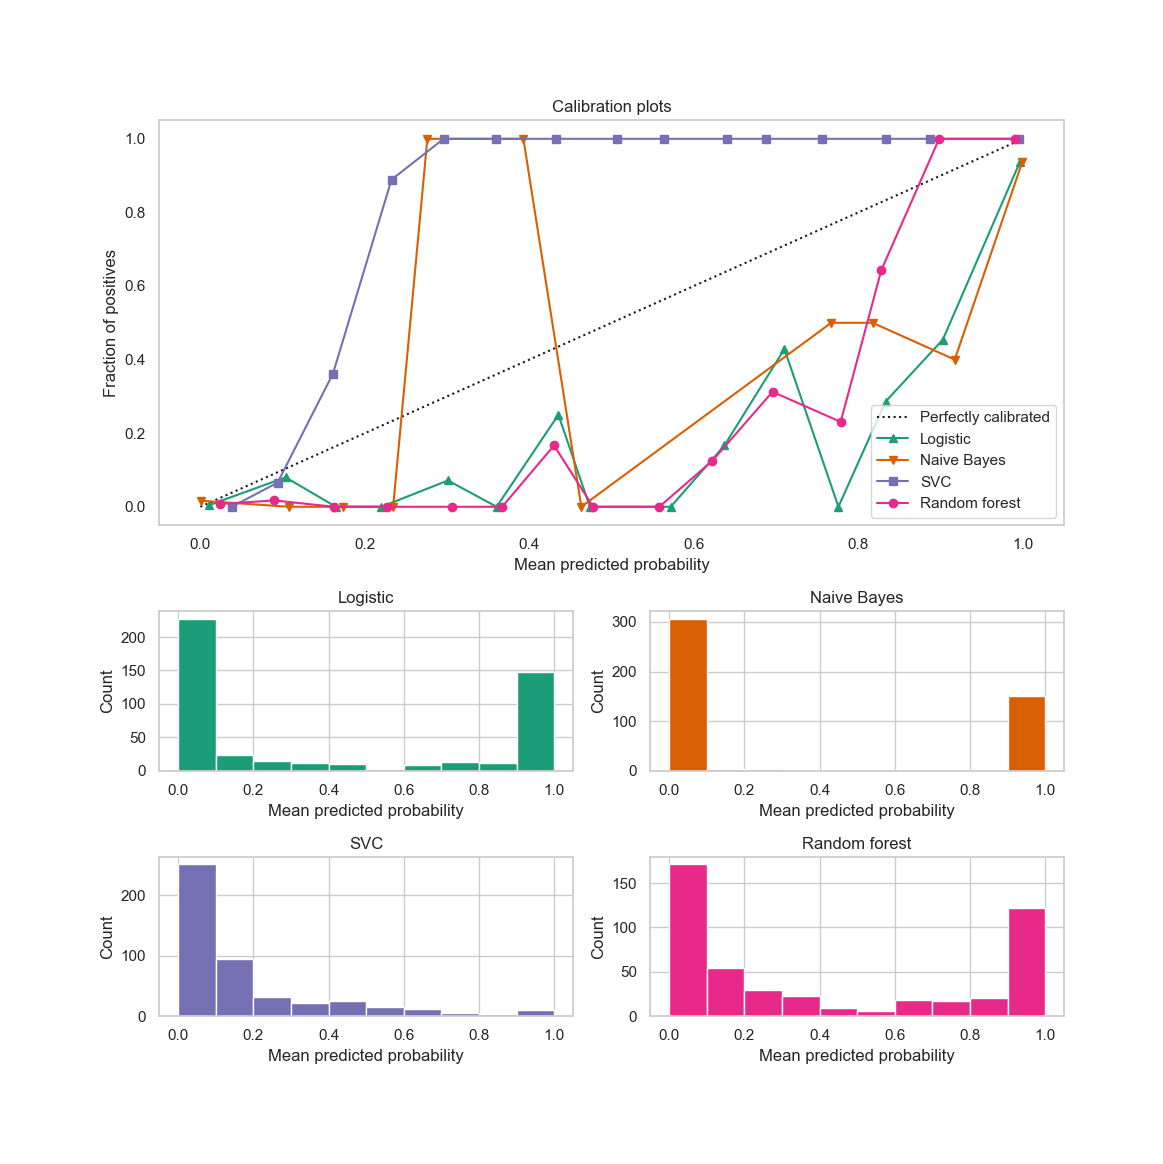 Calibration plots
1.0
0.8
0.6
0.4
0.2
0.0
Fraction of positives
Perfectly calibrated
Logistic
Naive Bayes
SVC
Random forest
0.0 0.2 0.4 0.6 0.8 1.0
Mean predicted probability
Logistic
200
150
100
50
0
Count
0.0 0.2 0.4 0.6 0.8 1.0
Mean predicted probability
Naive Bayes
300
200
100
0
Count
0.0 0.2 0.4 0.6 0.8 1.0
Mean predicted probability
SVC
200
100
0
Count
0.0 0.2 0.4 0.6 0.8 1.0
Mean predicted probability
Random forest
150
100
50
0
Count
0.0 0.2 0.4 0.6 0.8 1.0
Mean predicted probability